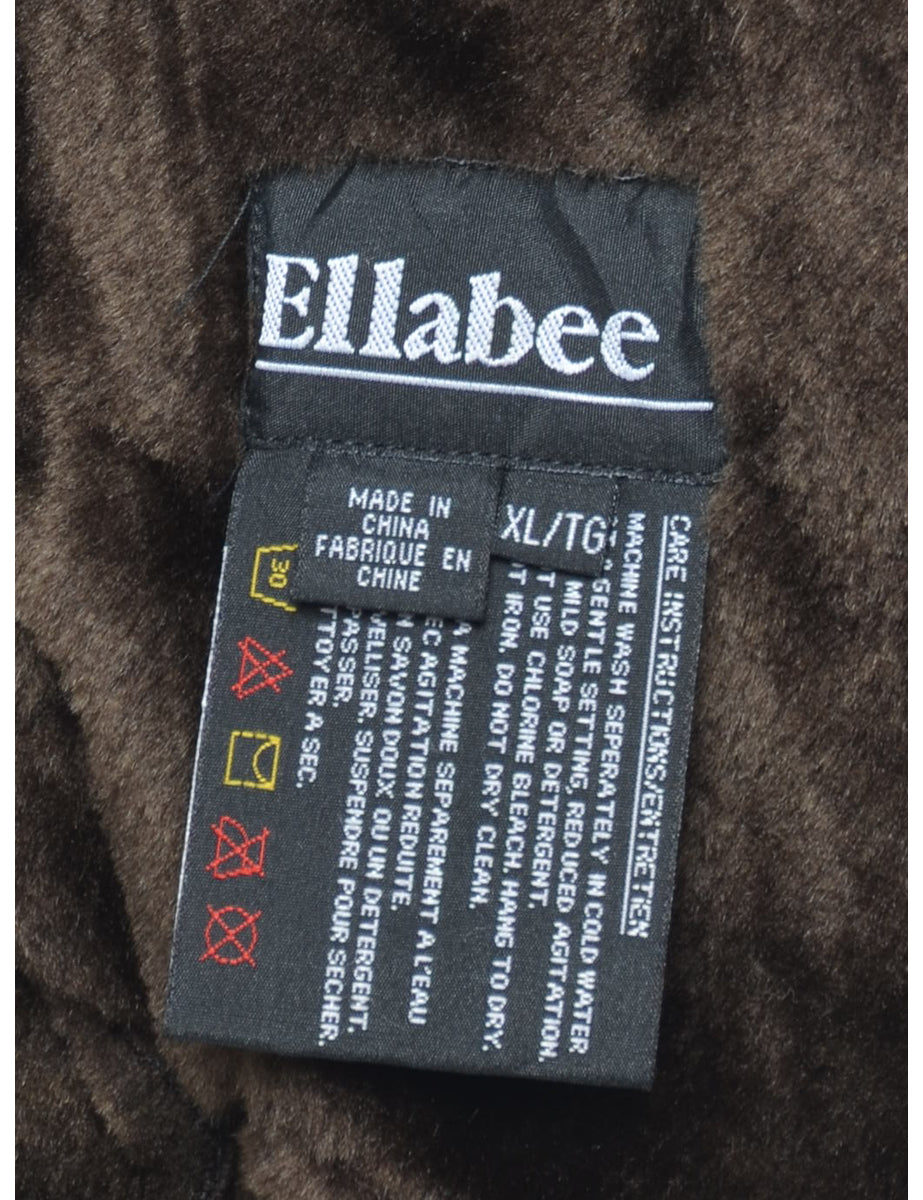 Ellabee
MADE IN
CHINA
FABRIQUE EN
CHINE
XL/TG
CARE INSTRUCTIONS/ENTRETIEN
MACHINE WASH SEPERATELY IN COLD WATER
GENTLE SETTING, REDUCED AGITATION.
MILD SOAP OR DETERGENT.
USE CHLORINE BLEACH. HANG TO DRY.
IRON. DO NOT DRY CLEAN.
A MACHINE SEPAREMENT A L'EAU
AGITATION REDUITE.
SAVON DOUX OU UN DETERGENT.
SUSPENDRE POUR SECHER.
A SEC.
30